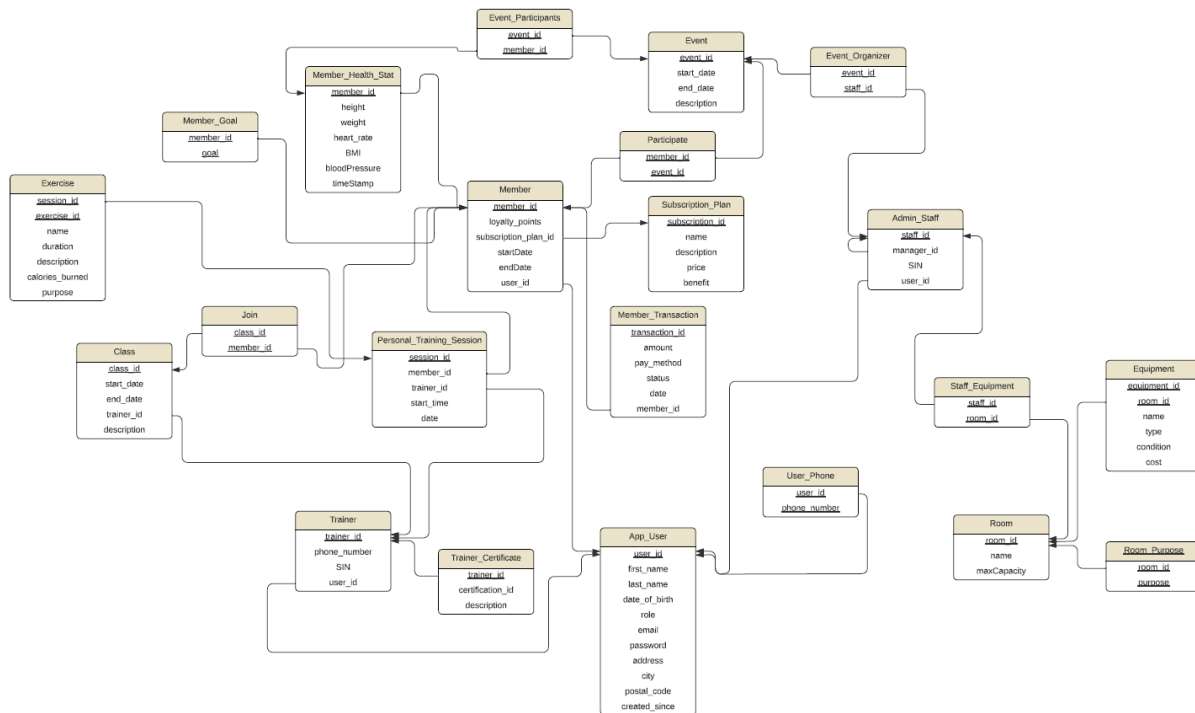 Event_Participants
event_id
member_id
Event
event_id
start_date
end_date
description
Event_Organizer
event_id
staff_id
Member_Health_Stat
member_id
height
weight
heart_rate
BMI
bloodPressure
timeStamp
Member_Goal
member_id
goal
Participate
member_id
event_id
Exercise
session_id
exercise_id
name
duration
description
calories_burned
purpose
Member
member_id
loyalty_points
subscription_plan_id
startDate
endDate
user_id
Subscription_Plan
subscription_id
name
description
price
benefit
Admin_Staff
staff_id
manager_id
SIN
user_id
Join
class_id
member_id
Member_Transaction
transaction_id
amount
pay_method
status
date
member_id
Class
class_id
start_date
end_date
trainer_id
description
Personal_Training_Session
session_id
member_id
trainer_id
start_time
date
Staff_Equipment
staff_id
room_id
Equipment
equipment_id
room_id
name
type
condition
cost
User_Phone
user_id
phone_number
Trainer
trainer_id
phone_number
SIN
user_id
Trainer_Certificate
trainer_id
certification_id
description
App_User
user_id
first_name
last_name
date_of_birth
role
email
password
address
city
postal_code
created_since
Room
room_id
name
maxCapacity
Room_Purpose
room_id
purpose